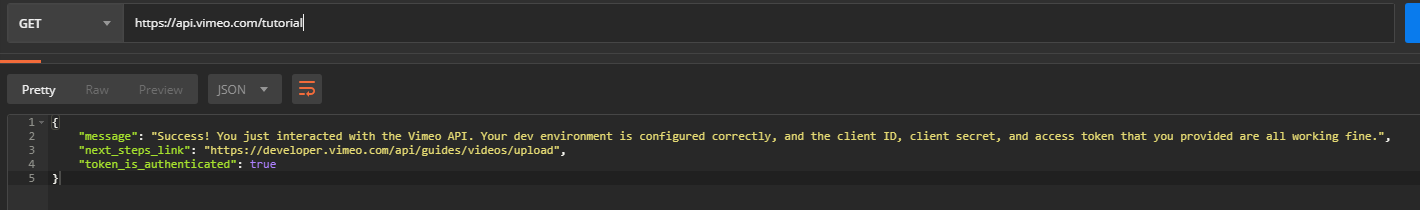 GET https://api.vimeo.com/tutorial
Pretty Raw Preview JSON
1 {
2 "message": "Success! You just interacted with the Vimeo API. Your dev environment is configured correctly, and the client ID, client secret, and access token that you provided are all working fine.",
3 "next_steps_link": "https://developer.vimeo.com/api/guides/videos/upload",
4 "token_is_authenticated": true
5 }